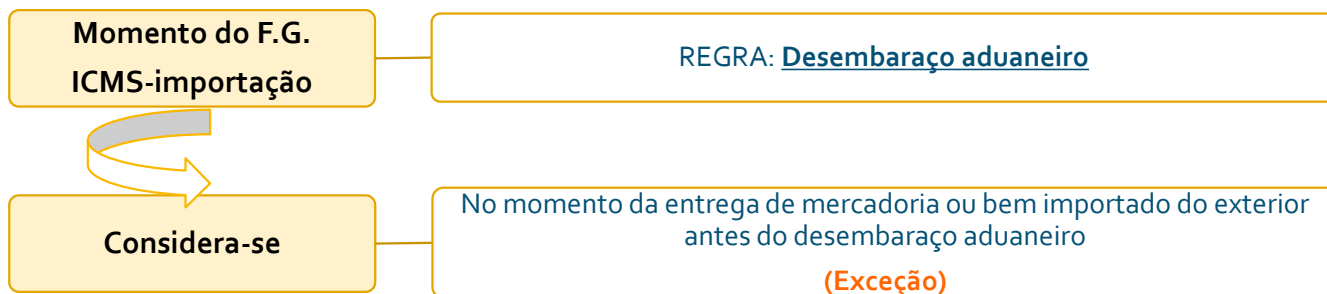 Momento do F.G.
ICMS-importação
REGRA: Desembaraço aduaneiro
Considera-se
No momento da entrega de mercadoria ou bem importado do exterior
antes do desembaraço aduaneiro
(Exceção)